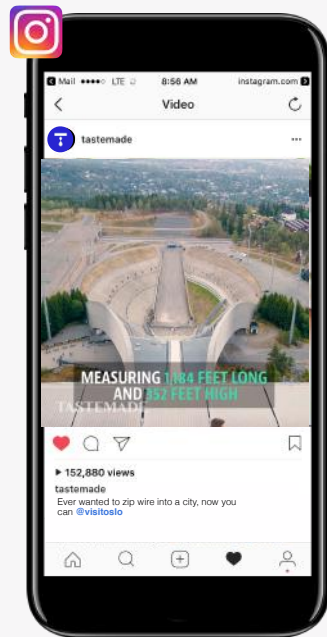 Mail LTE 8:56 AM instagram.com
Video
tastemade
MEASURING 1,184 FEET LONG
AND 352 FEET HIGH
TASTEMADE
152,880 views
tastemade
Ever wanted to zip wire into a city, now you
can @visitoslo